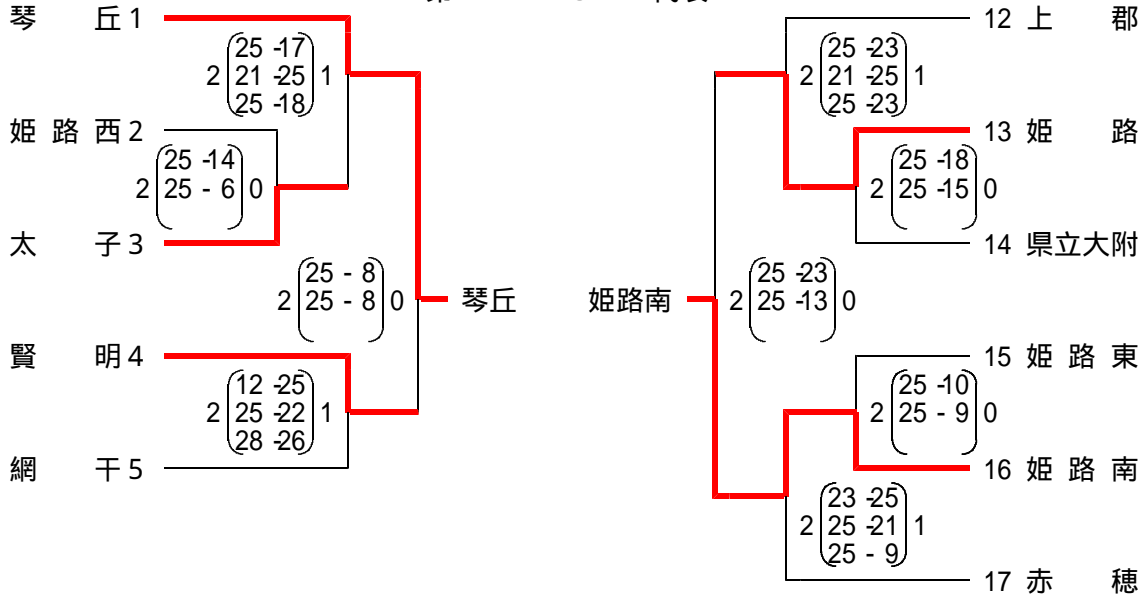 琴 丘 1
2 25 -17 1
21 -25
25 -18
姫 路 西 2
2 25 -14 0
25 - 6
太 子 3
2 25 - 8 0
25 - 8
琴丘
賢 明 4
2 12 -25 1
25 -22
28 -26
網 干 5
12 上 郡
2 25 -23 1
21 -25
25 -23
13 姫 路
2 25 -18 0
25 -15
14 県立大附
姫路南
2 25 -23 0
25 -13
15 姫 路 東
2 25 -10 0
25 - 9
16 姫 路 南
2 23 -25 1
25 -21
25 - 9
17 赤 穂